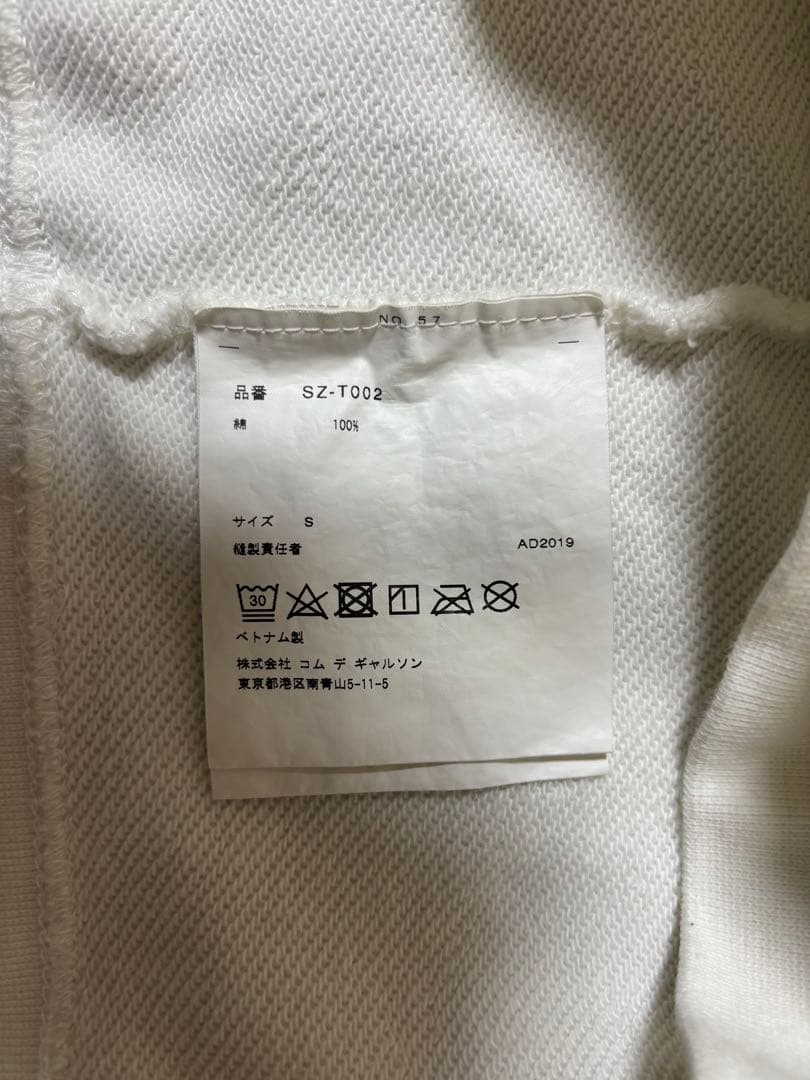 NO 57
品番 SZ-T002
綿 100%
サイズ S
縫製責任者 AD2019
30
ベトナム製
株式会社 コム デ ギャルソン
東京都港区南青山5-11-5